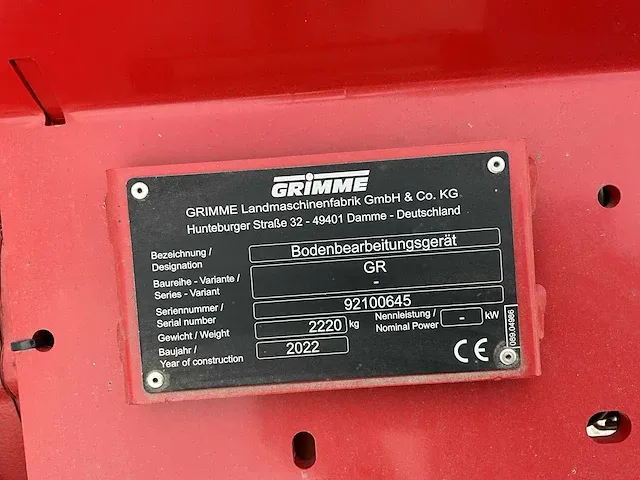 GRIMME
GRIMME Landmaschinenfabrik GmbH & Co. KG
Hunteburger Straße 32 - 49401 Damme - Deutschland
Bezeichnung /
Designation
Bodenbearbeitungsgerät
Baureihe - Variante /
Series - Variant
GR
-
Seriennummer /
Serial number
92100645
Gewicht / Weight
2220 kg
Nennleistung /
Nominal Power
- kW
Baujahr /
Year of construction
2022
CE
089.04986